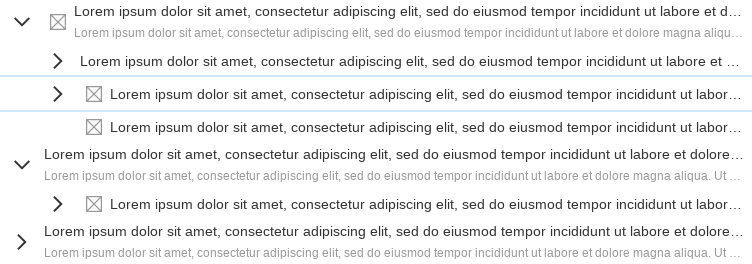 Lorem ipsum dolor sit amet, consectetur adipiscing elit, sed do eiusmod tempor incididunt ut labore et d…
Lorem ipsum dolor sit amet, consectetur adipiscing elit, sed do eiusmod tempor incididunt ut labore et dolore magna aliqu…
Lorem ipsum dolor sit amet, consectetur adipiscing elit, sed do eiusmod tempor incididunt ut labore et …
Lorem ipsum dolor sit amet, consectetur adipiscing elit, sed do eiusmod tempor incididunt ut labor…
Lorem ipsum dolor sit amet, consectetur adipiscing elit, sed do eiusmod tempor incididunt ut labor…
Lorem ipsum dolor sit amet, consectetur adipiscing elit, sed do eiusmod tempor incididunt ut labore et dolore…
Lorem ipsum dolor sit amet, consectetur adipiscing elit, sed do eiusmod tempor incididunt ut labore et dolore magna aliqua. Ut …
Lorem ipsum dolor sit amet, consectetur adipiscing elit, sed do eiusmod tempor incididunt ut labor…
Lorem ipsum dolor sit amet, consectetur adipiscing elit, sed do eiusmod tempor incididunt ut labore et dolore…
Lorem ipsum dolor sit amet, consectetur adipiscing elit, sed do eiusmod tempor incididunt ut labore et dolore magna aliqua. Ut …